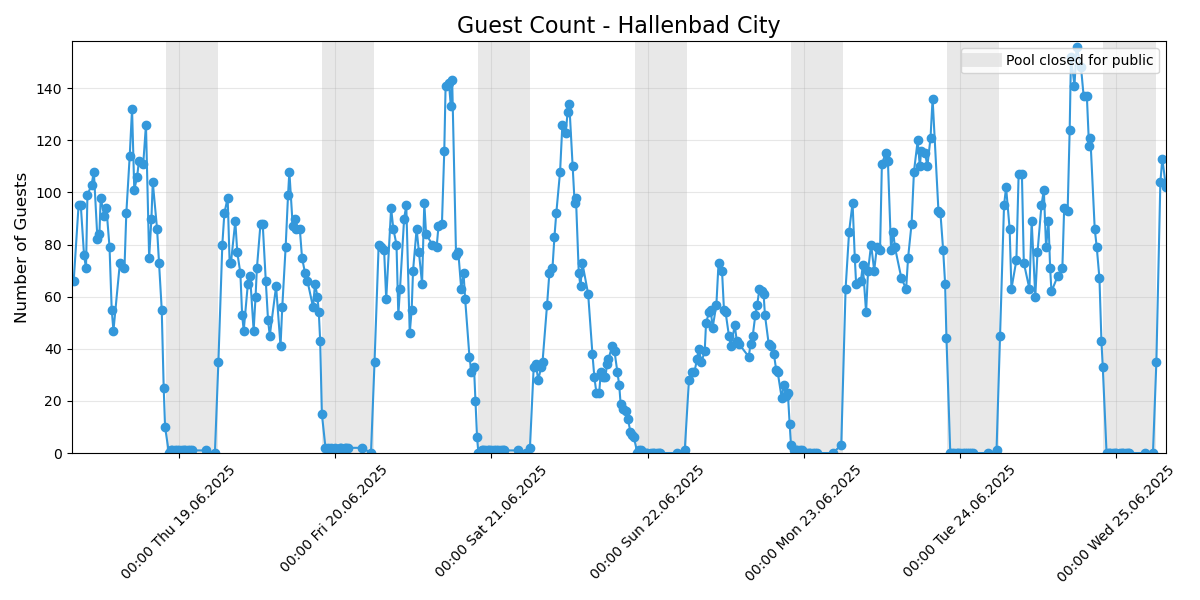 Guest Count - Hallenbad City
Pool closed for public
Number of Guests
140
120
100
80
60
40
20
0
00:00 Thu 19.06.2025
00:00 Fri 20.06.2025
00:00 Sat 21.06.2025
00:00 Sun 22.06.2025
00:00 Mon 23.06.2025
00:00 Tue 24.06.2025
00:00 Wed 25.06.2025